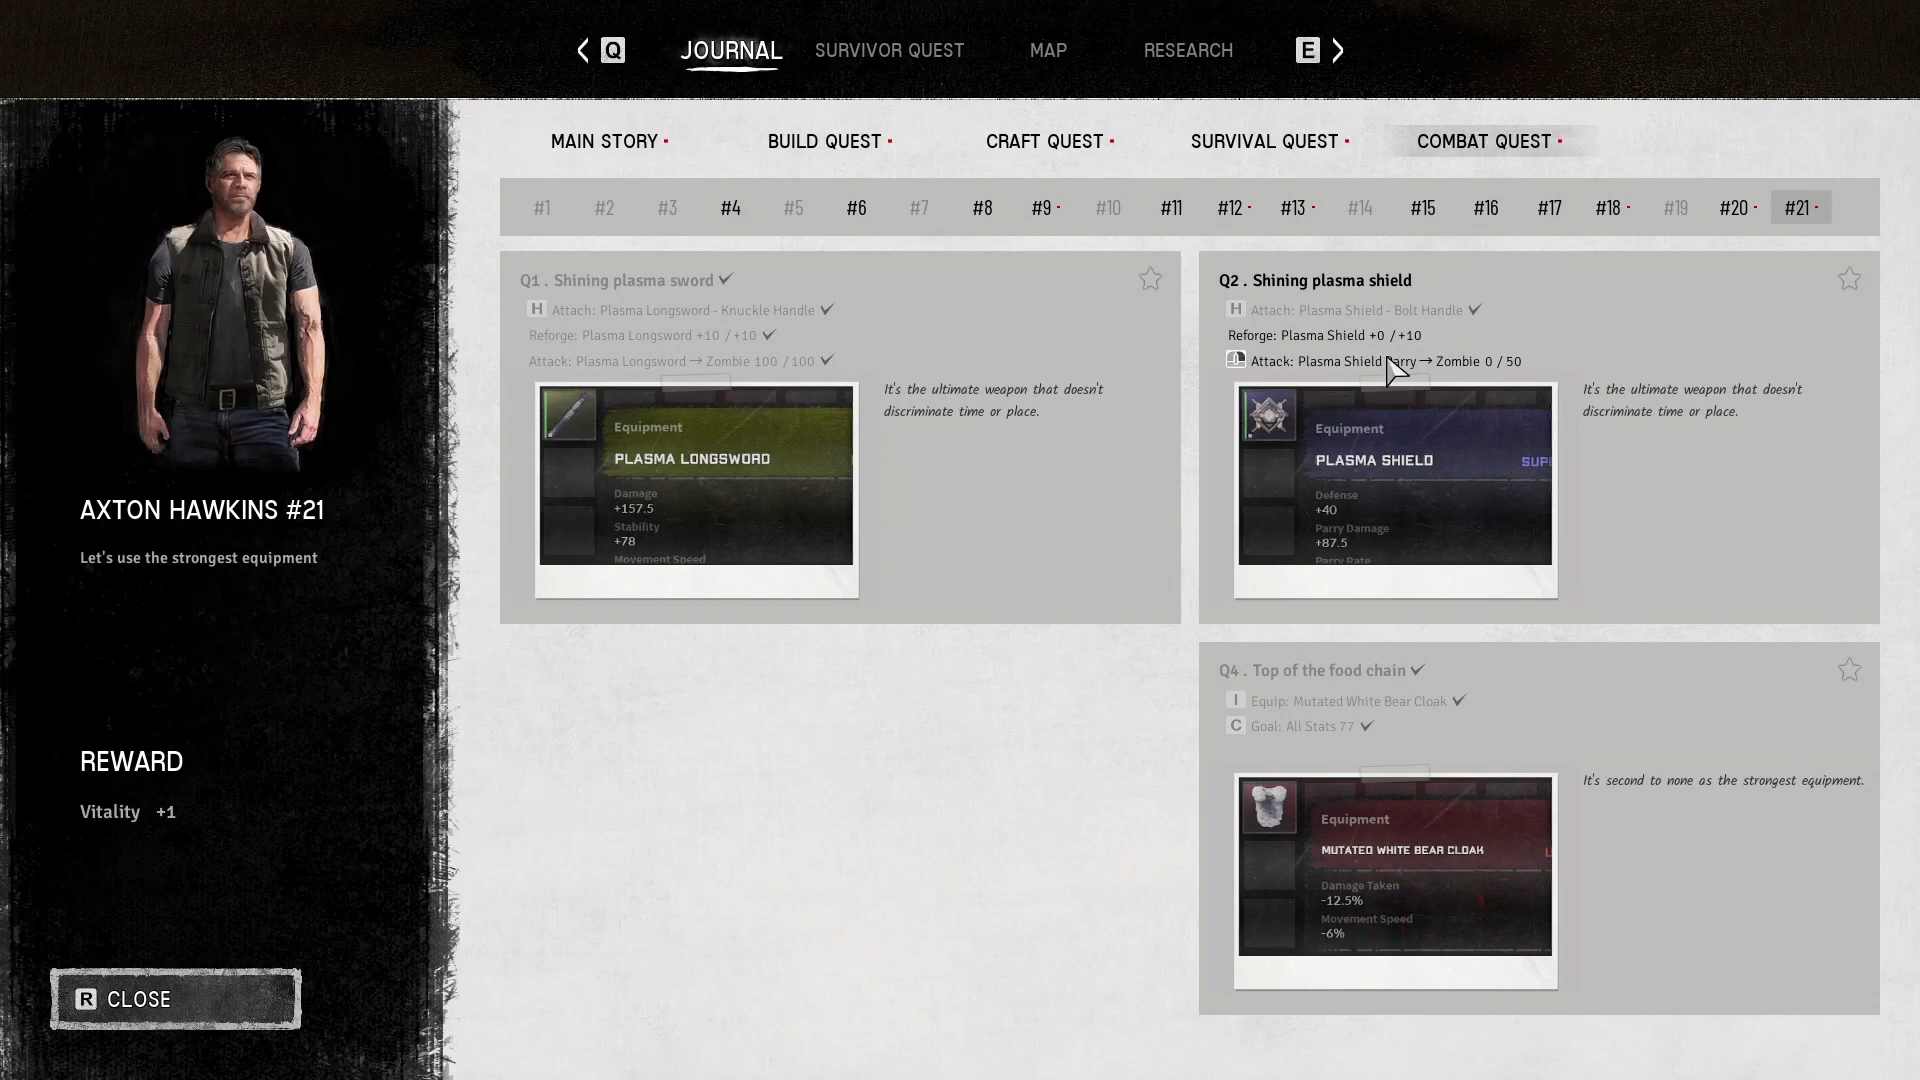 Q
JOURNAL
SURVIVOR QUEST
MAP
RESEARCH
E
MAIN STORY
BUILD QUEST
CRAFT QUEST
SURVIVAL QUEST
COMBAT QUEST
#1 #2 #3 #4 #5 #6 #7 #8 #9 #10 #11 #12 #13 #14 #15 #16 #17 #18 #19 #20 #21
AXTON HAWKINS #21
Let's use the strongest equipment
REWARD
Vitality +1
R CLOSE
Q1 . Shining plasma sword
H Attach: Plasma Longsword - Knuckle Handle
Reforge: Plasma Longsword +10 / +10
Attack: Plasma Longsword → Zombie 100 / 100
Equipment
PLASMA LONGSWORD
Damage
+157.5
Stability
+78
Movement Speed
It's the ultimate weapon that doesn't
discriminate time or place.
Q2 . Shining plasma shield
H Attach: Plasma Shield - Bolt Handle
Reforge: Plasma Shield +0 / +10
Attack: Plasma Shield Parry → Zombie 0 / 50
Equipment
PLASMA SHIELD
Defense
+40
Parry Damage
+87.5
Parry Rate
It's the ultimate weapon that doesn't
discriminate time or place.
Q4 . Top of the food chain
I Equip: Mutated White Bear Cloak
C Goal: All Stats 77
Equipment
MUTATED WHITE BEAR CLOAK
Damage Taken
-12.5%
Movement Speed
-6%
It's second to none as the strongest equipment.